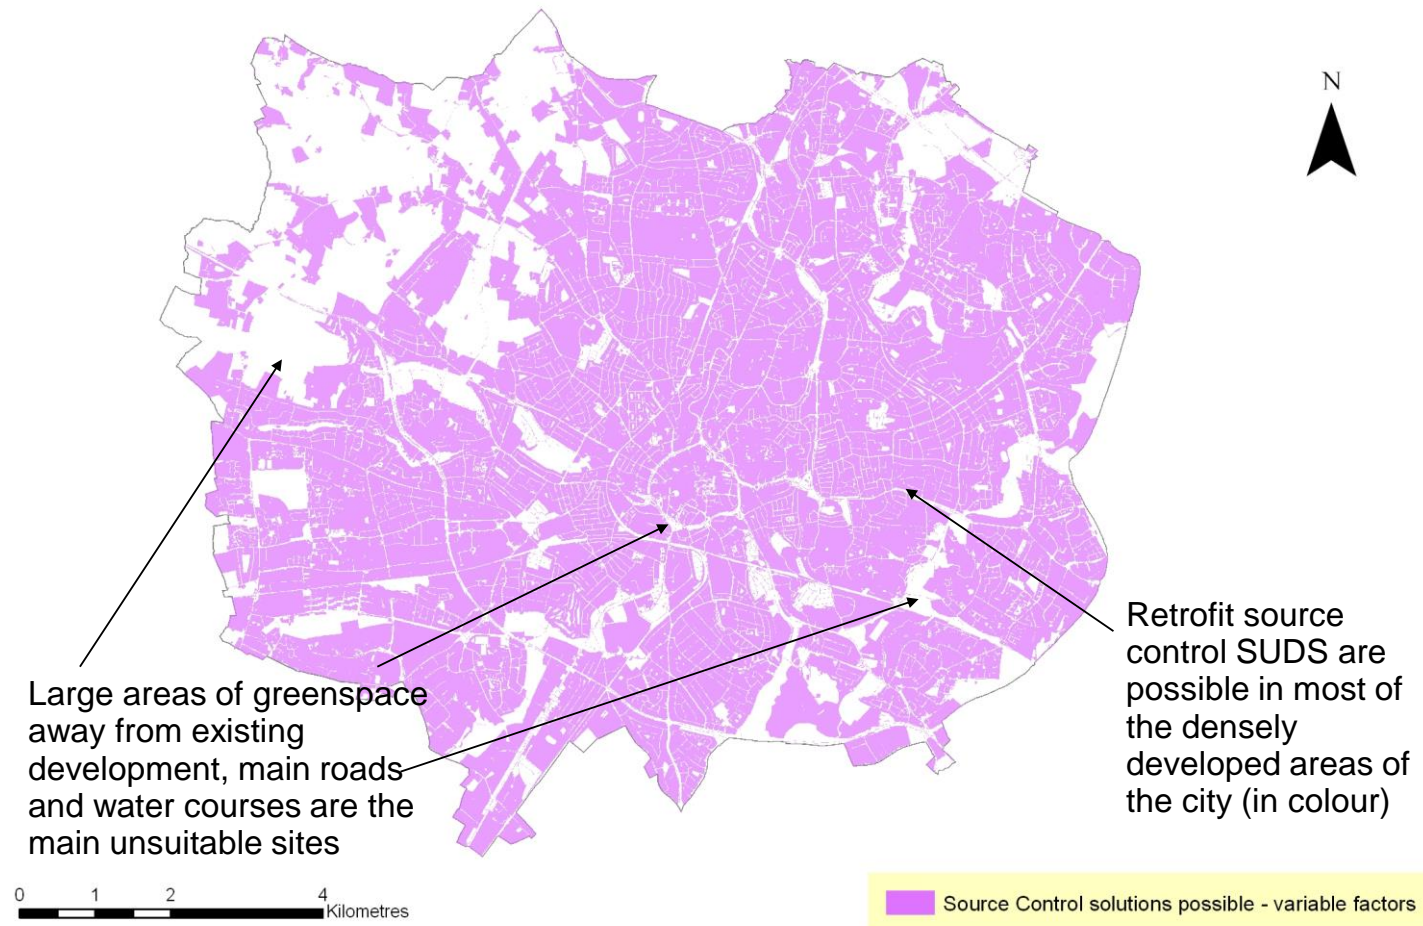 N
Large areas of greenspace
away from existing
development, main roads
and water courses are the
main unsuitable sites
Retrofit source
control SUDS are
possible in most of
the densely
developed areas of
the city (in colour)
0 1 2 4
Kilometres
Source Control solutions possible - variable factors